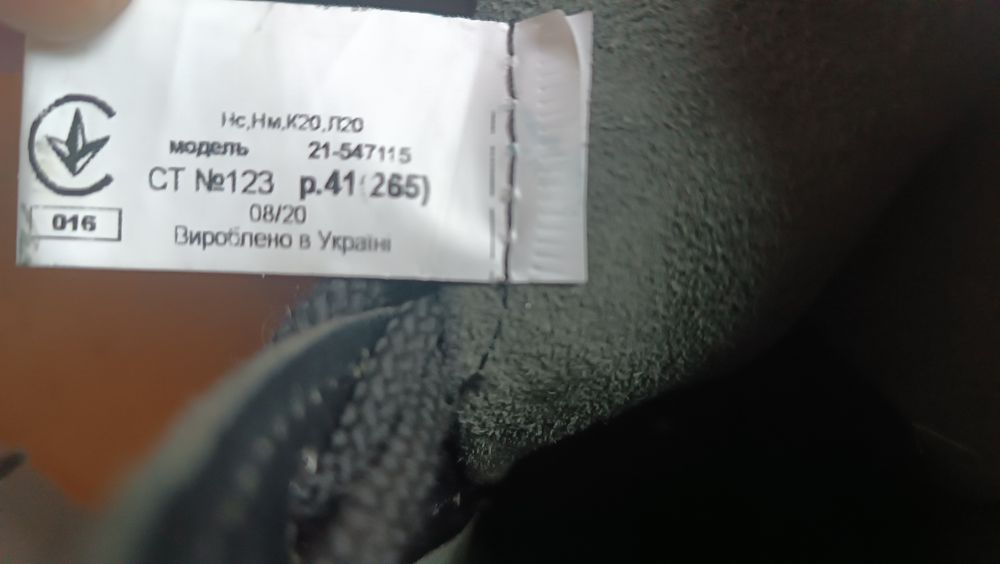 Нс,Нм,К20,Л20
модель 21-547115
СТ №123 р.41(265)
08/20
016
Вироблено в Україні